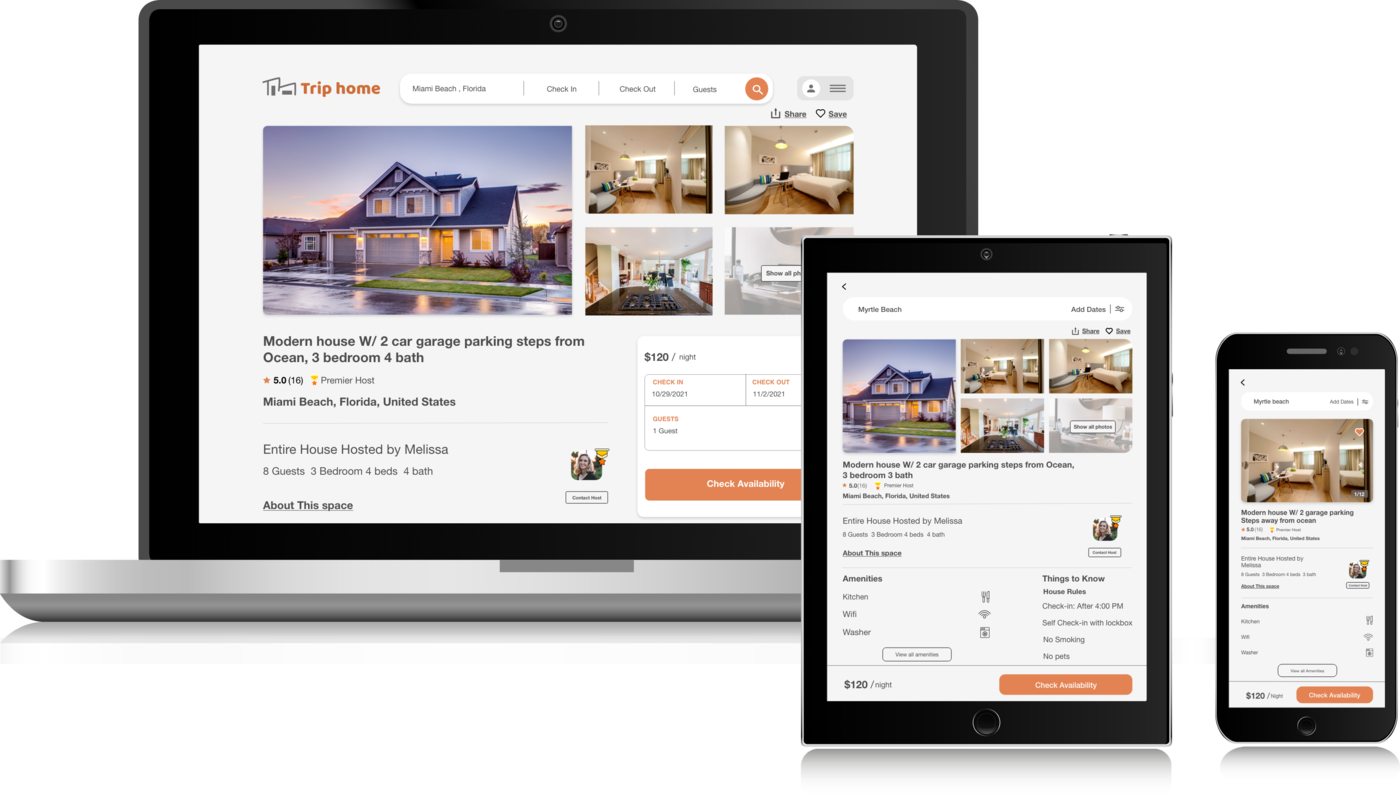 Trip home
Miami Beach , Florida
Check In
Check Out
Guests
Share
Save
Show all
Modern house W/ 2 car garage parking steps from
Ocean, 3 bedroom 4 bath
5.0 (16)
Premier Host
Miami Beach, Florida, United States
Entire House Hosted by Melissa
8 Guests 3 Bedroom 4 beds 4 bath
Contact Host
About This space
$120 / night
CHECK IN
10/29/2021
CHECK OUT
11/2/2021
GUESTS
1 Guest
Check Availability
Myrtle Beach
Add Dates
Share
Save
Show all photos
Modern house W/ 2 car garage parking steps from Ocean,
3 bedroom 3 bath
5.0(16)
Premier Host
Miami Beach, Florida, United States
Entire House Hosted by Melissa
8 Guests 3 Bedroom 4 beds 4 bath
Contact Host
About This space
Amenities
Kitchen
Wifi
Washer
View all amenities
Things to Know
House Rules
Check-in: After 4:00 PM
Self Check-in with lockbox
No Smoking
No pets
$120 / night
Check Availability
Myrtle beach
Add Dates
1/12
Modern house W/ 2 garage parking
Steps away from ocean
5.0 (16)
Premier Host
Miami Beach, Florida, United States
Entire House Hosted by
Melissa
8 Guests 3 Bedroom 4 beds 3 bath
Contact Host
About This space
Amenities
Kitchen
Wifi
Washer
View all Amenities
$120 / night
Check Availability